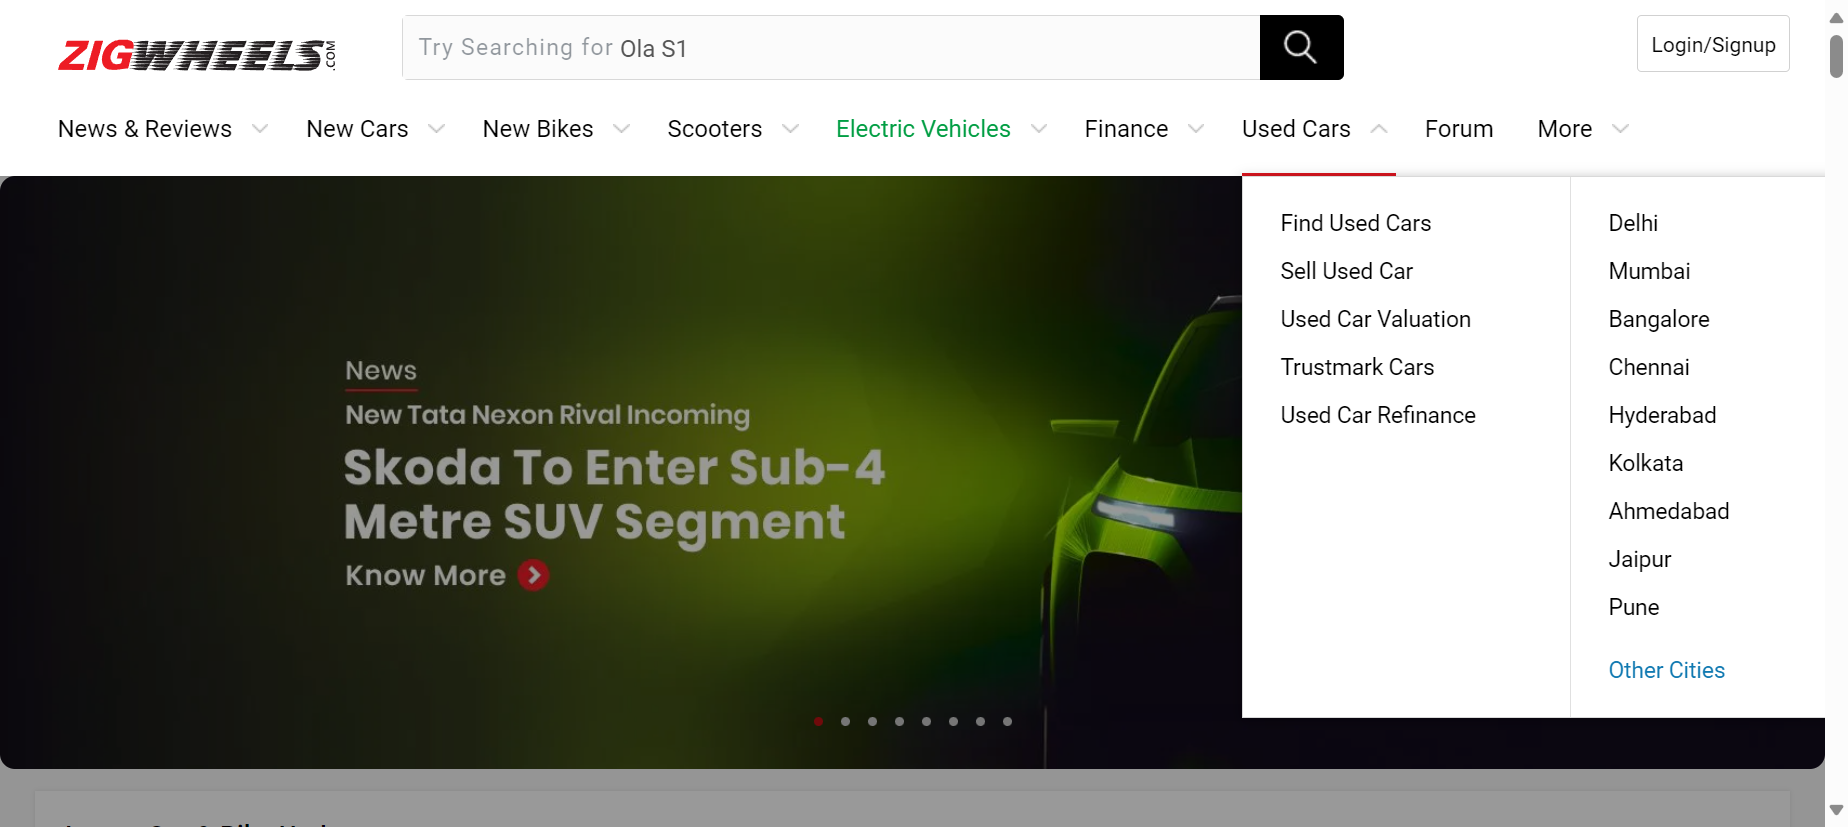 ZIGWHEELS.COM
Try Searching for Ola S1
Login/Signup
News & Reviews
New Cars
New Bikes
Scooters
Electric Vehicles
Finance
Used Cars
Forum
More
News
New Tata Nexon Rival Incoming
Skoda To Enter Sub-4
Metre SUV Segment
Know More
Find Used Cars
Sell Used Car
Used Car Valuation
Trustmark Cars
Used Car Refinance
Delhi
Mumbai
Bangalore
Chennai
Hyderabad
Kolkata
Ahmedabad
Jaipur
Pune
Other Cities